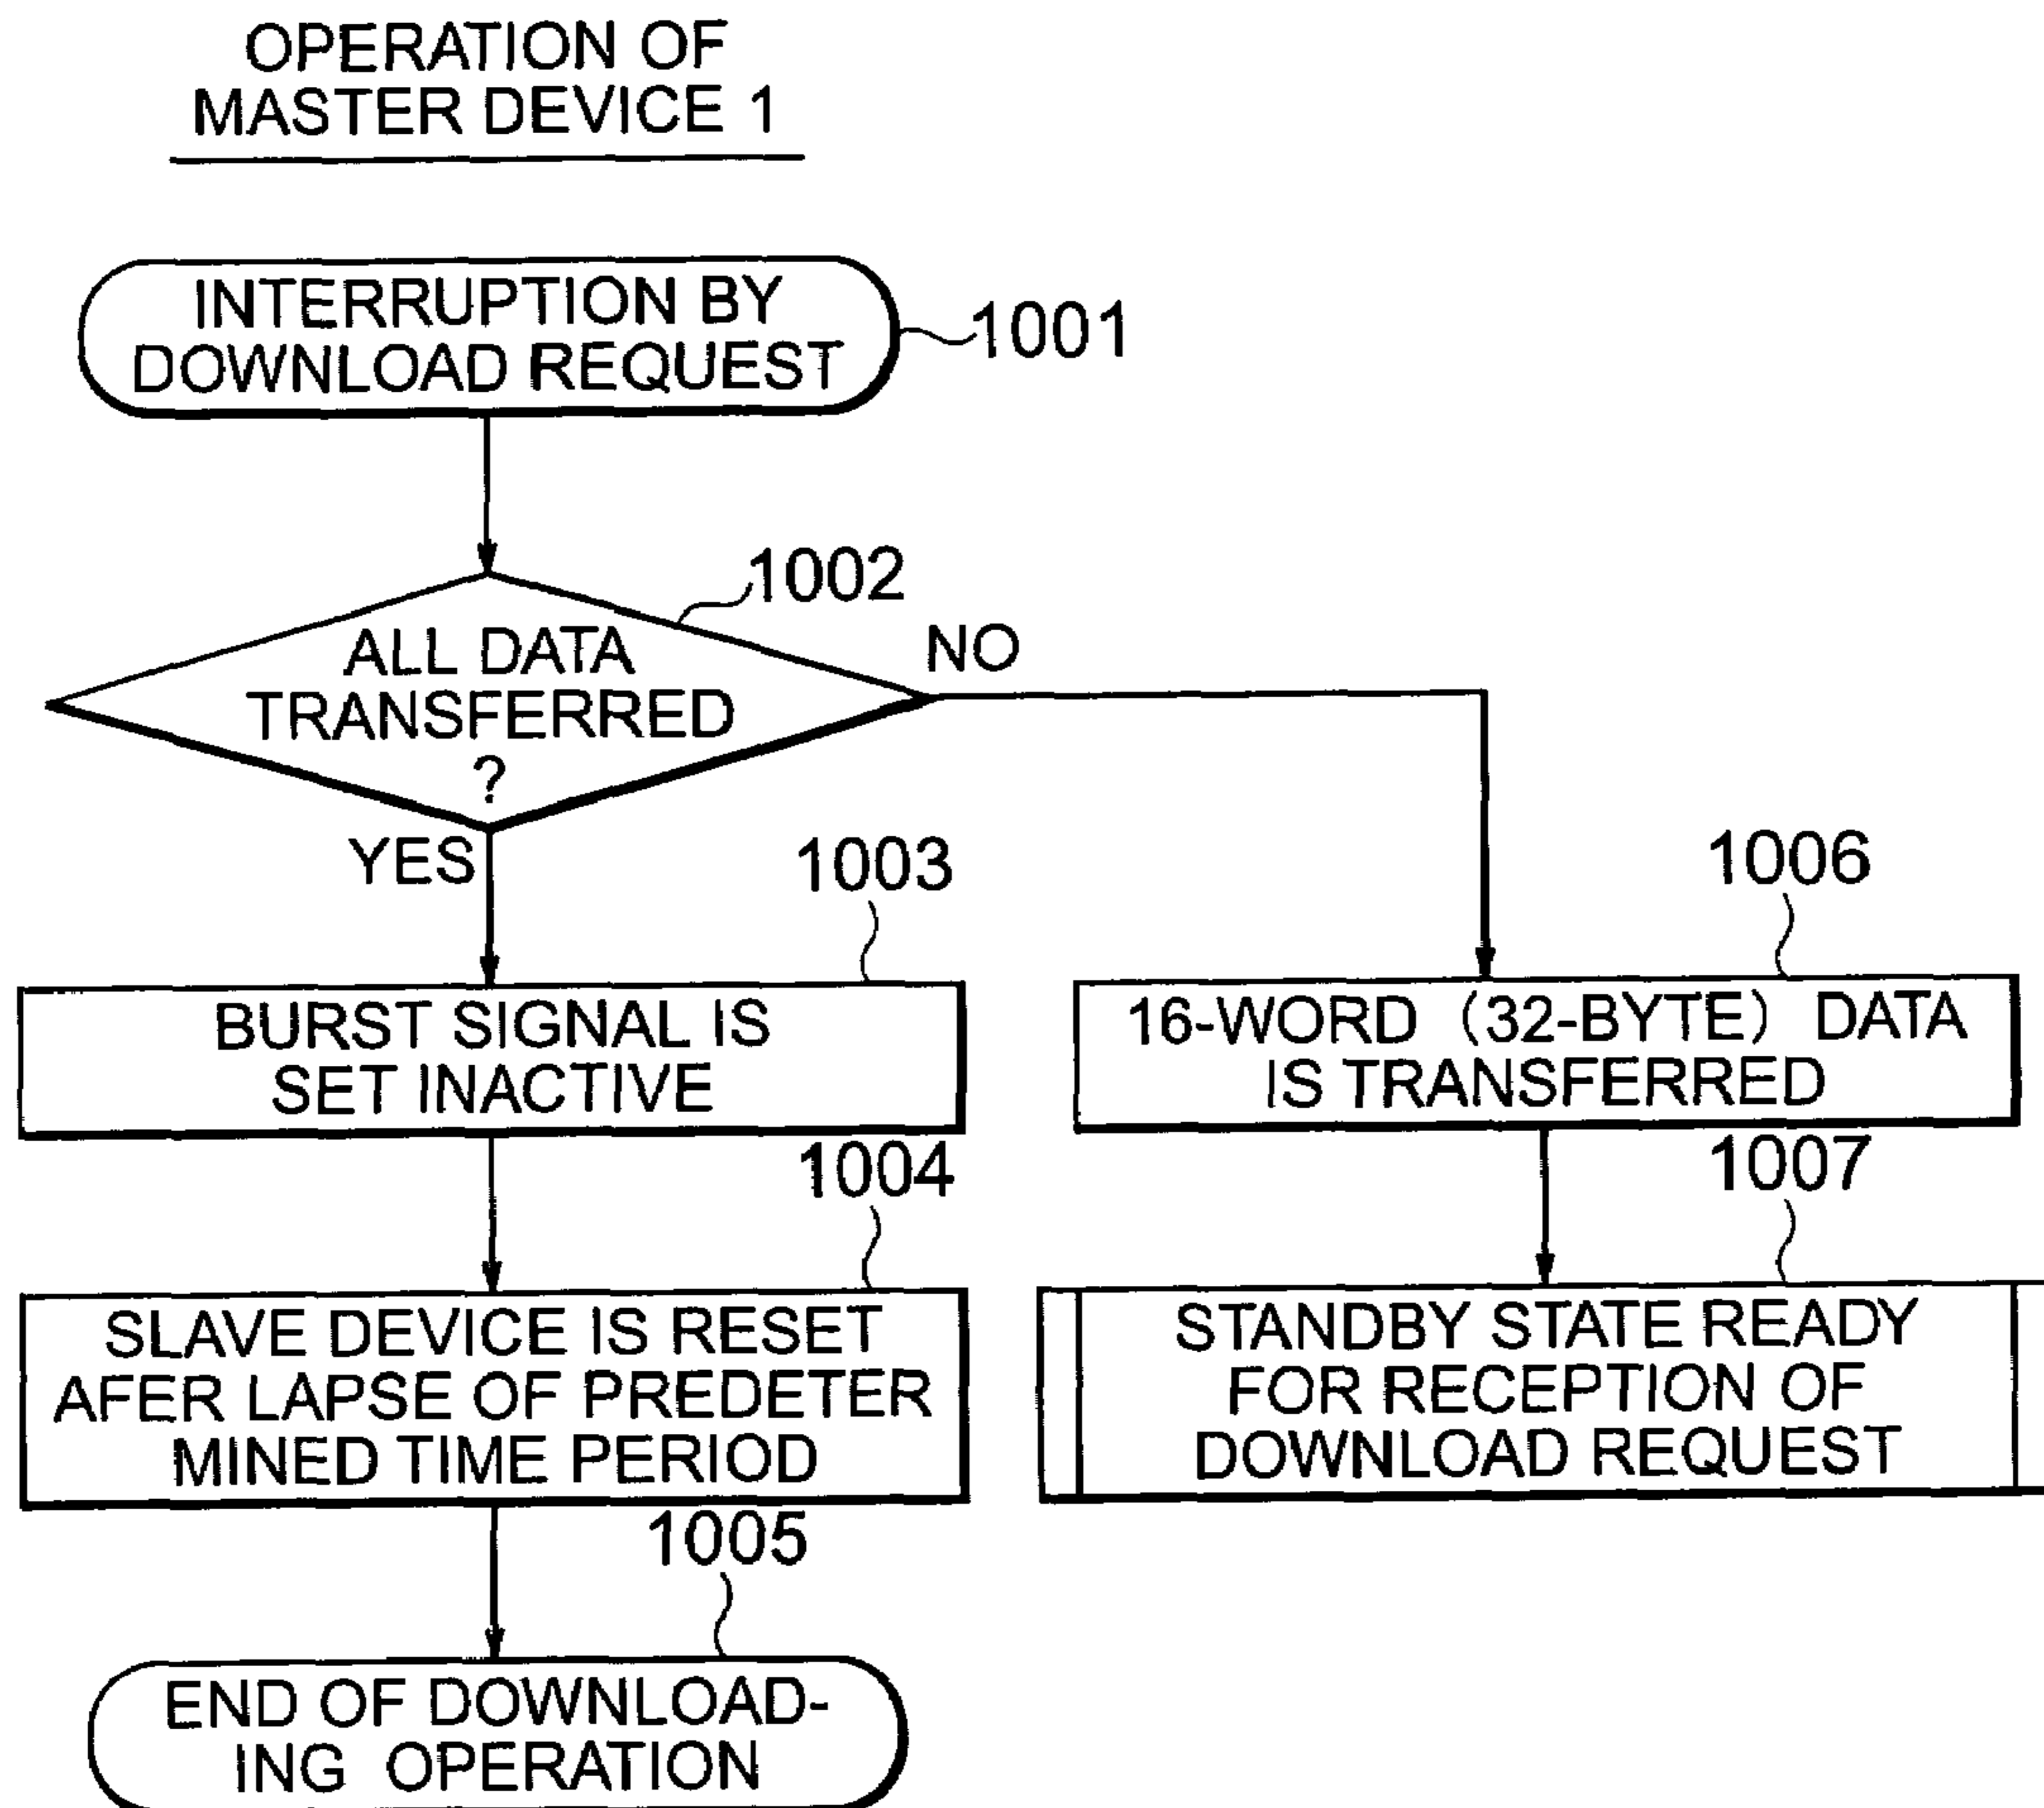 OPERATION OF
MASTER DEVICE 1
INTERRUPTION BY
DOWNLOAD REQUEST
1001
1002
ALL DATA
TRANSFERRED
?
NO
YES
1003
BURST SIGNAL IS
SET INACTIVE
1004
SLAVE DEVICE IS RESET
AFER LAPSE OF PREDETER
MINED TIME PERIOD
1005
END OF DOWNLOAD-
ING OPERATION
1006
16-WORD (32-BYTE) DATA
IS TRANSFERRED
1007
STANDBY STATE READY
FOR RECEPTION OF
DOWNLOAD REQUEST